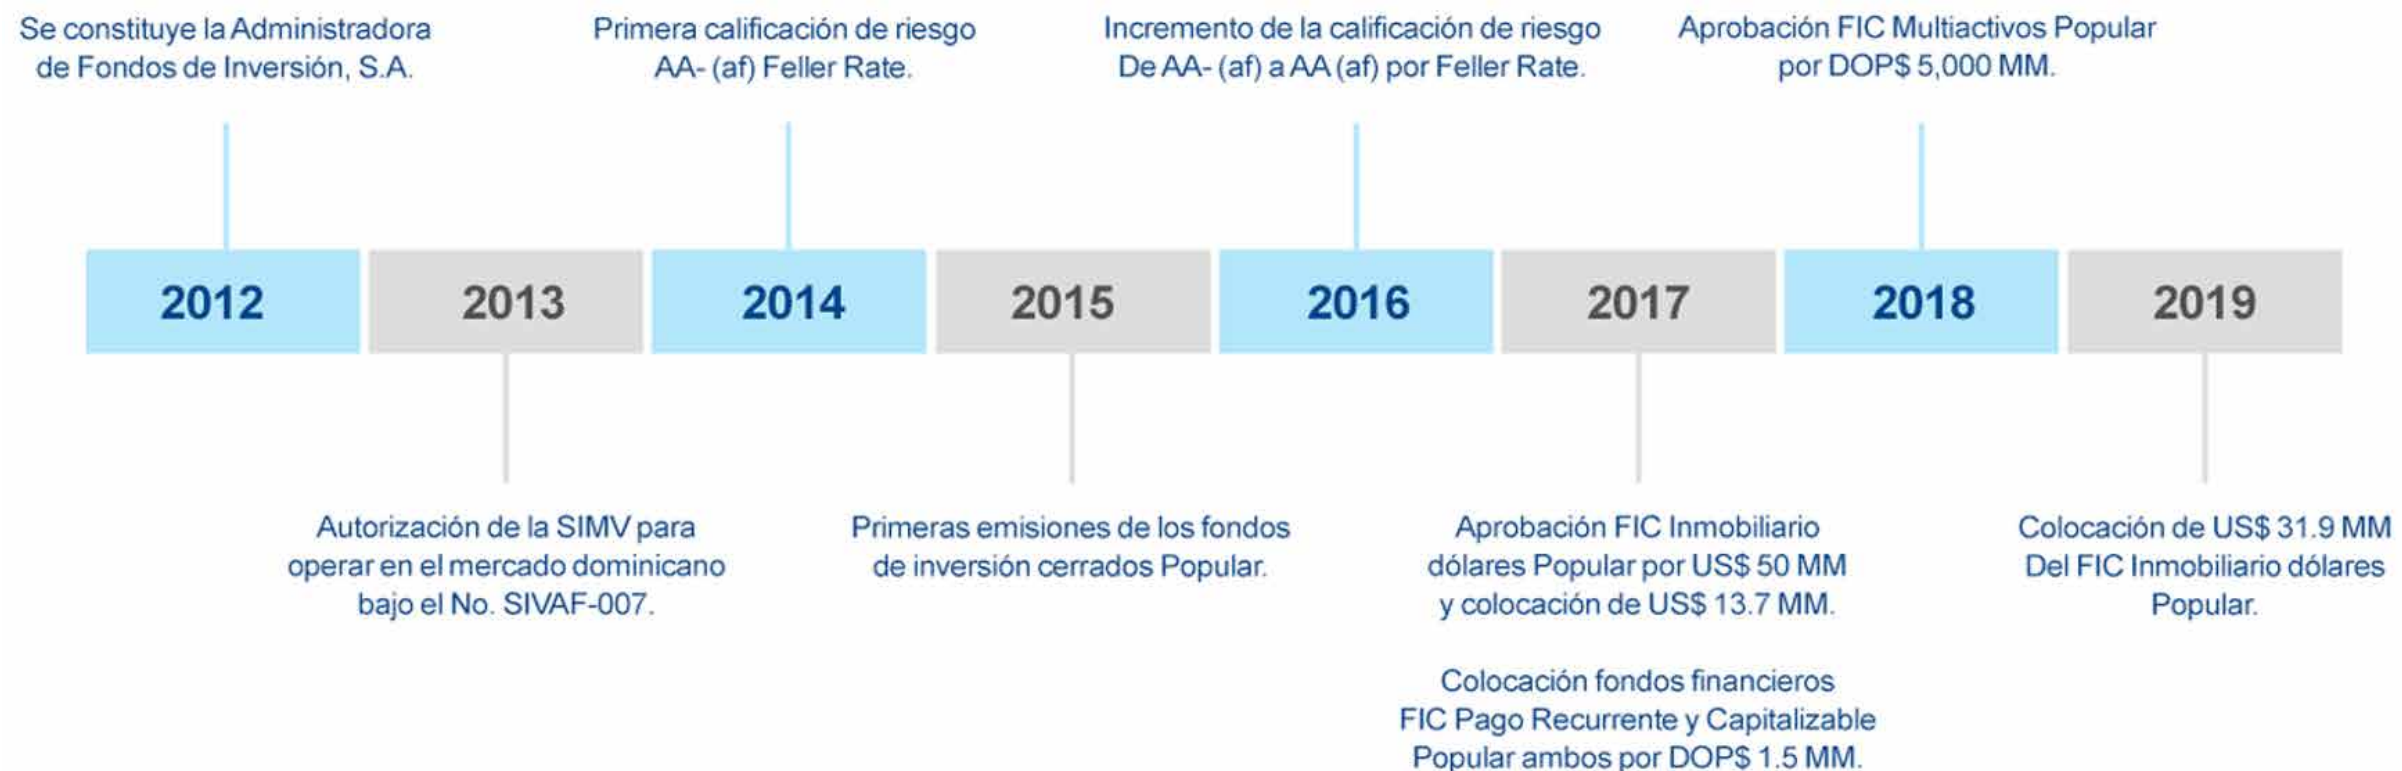 Se constituye la Administradora
de Fondos de Inversión, S.A.
Primera calificación de riesgo
AA- (af) Feller Rate.
Incremento de la calificación de riesgo
De AA- (af) a AA (af) por Feller Rate.
Aprobación FIC Multiactivos Popular
por DOP$ 5,000 MM.
2012
2013
2014
2015
2016
2017
2018
2019
Autorización de la SIMV para
operar en el mercado dominicano
bajo el No. SIVAF-007.
Primeras emisiones de los fondos
de inversión cerrados Popular.
Aprobación FIC Inmobiliario
dólares Popular por US$ 50 MM
y colocación de US$ 13.7 MM.
Colocación fondos financieros
FIC Pago Recurrente y Capitalizable
Popular ambos por DOP$ 1.5 MM.
Colocación de US$ 31.9 MM
Del FIC Inmobiliario dólares
Popular.